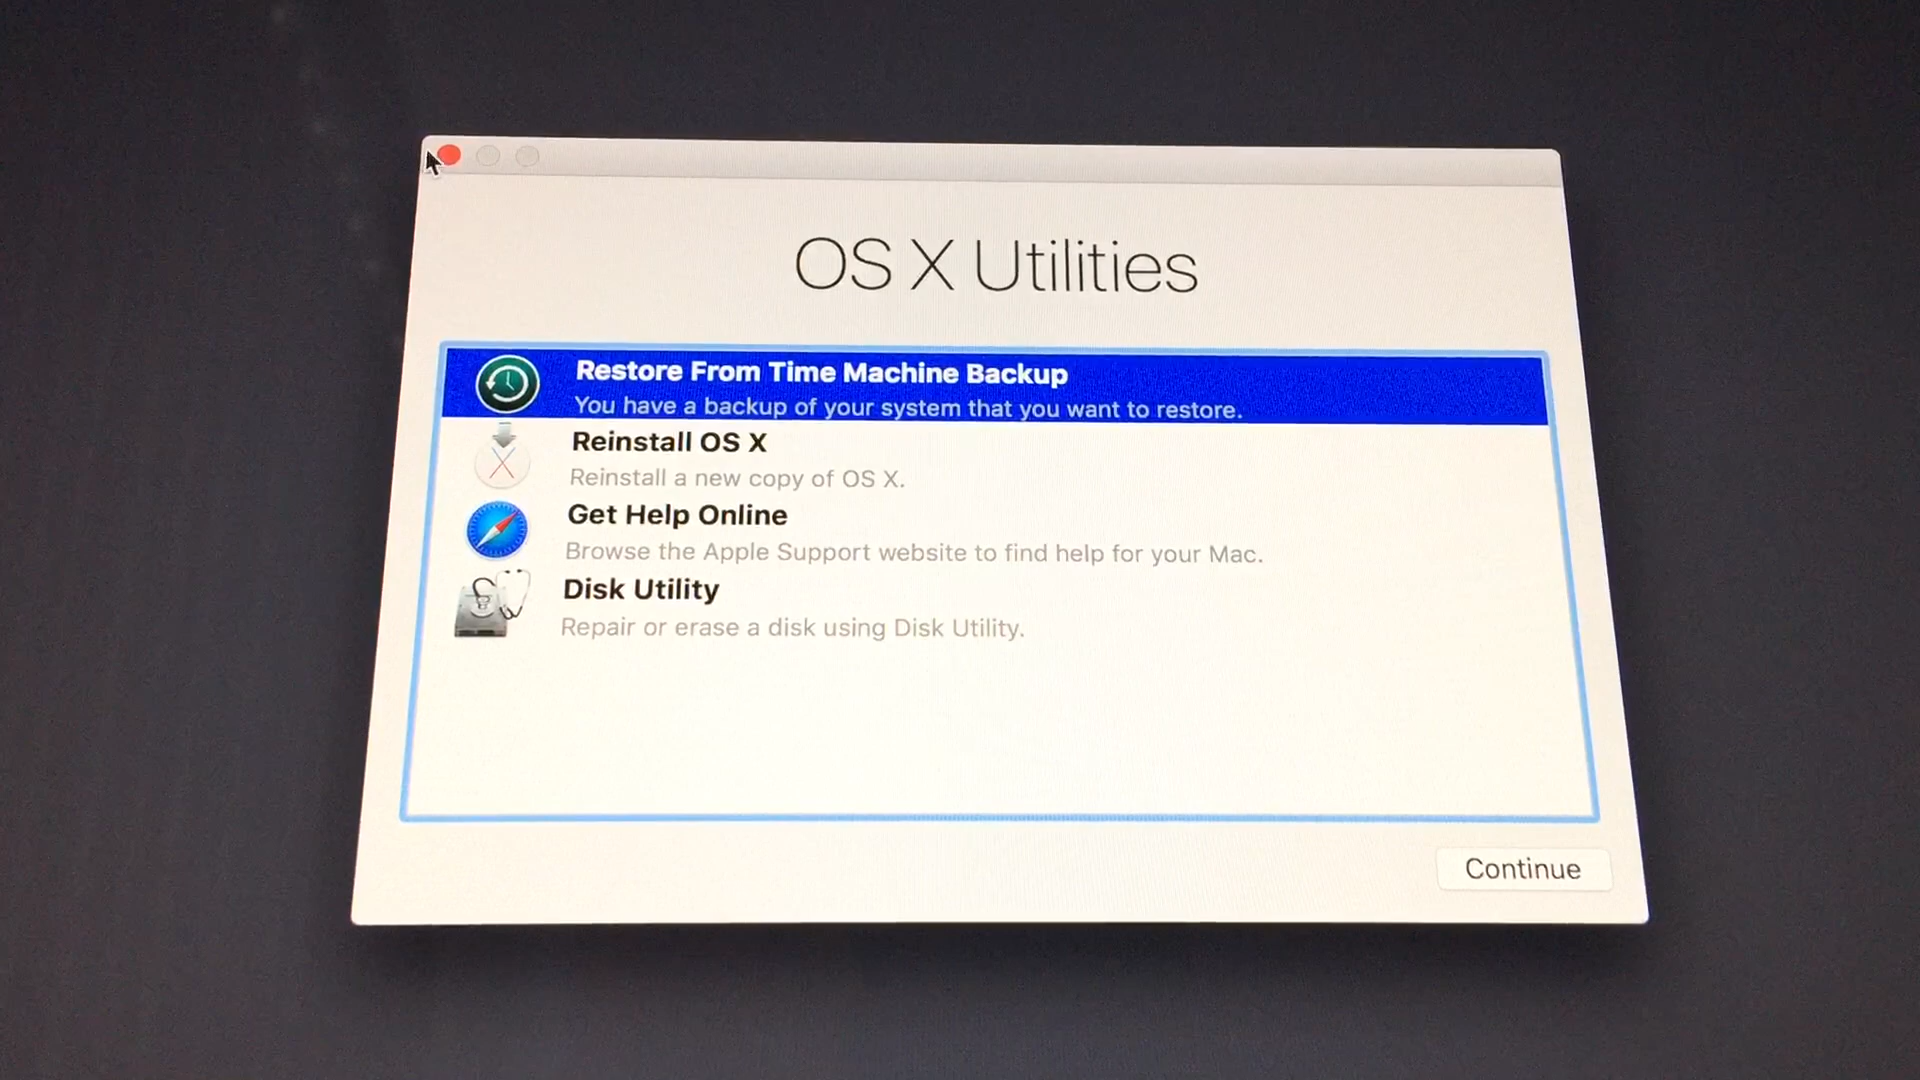 OS X Utilities
Restore From Time Machine Backup
You have a backup of your system that you want to restore.
Reinstall OS X
Reinstall a new copy of OS X.
Get Help Online
Browse the Apple Support website to find help for your Mac.
Disk Utility
Repair or erase a disk using Disk Utility.
Continue